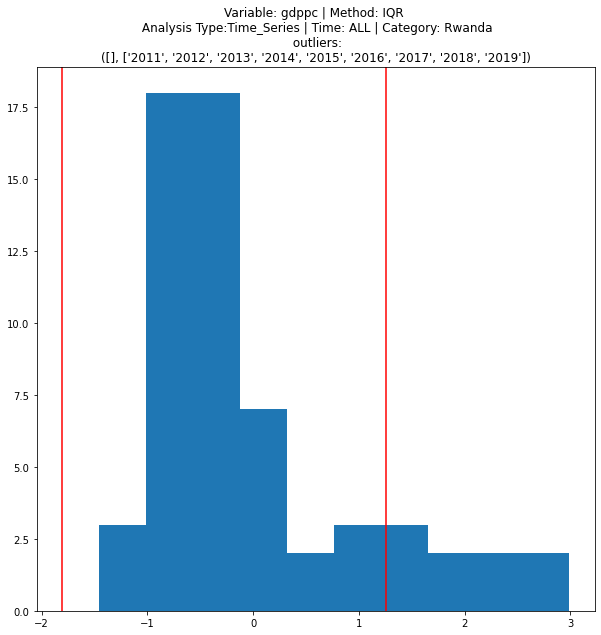 Variable: gdppc | Method: IQR
Analysis Type:Time_Series | Time: ALL | Category: Rwanda
outliers:
([], ['2011', '2012', '2013', '2014', '2015', '2016', '2017', '2018', '2019'])
17.5
15.0
12.5
10.0
7.5
5.0
2.5
0.0
−2 −1 0 1 2 3